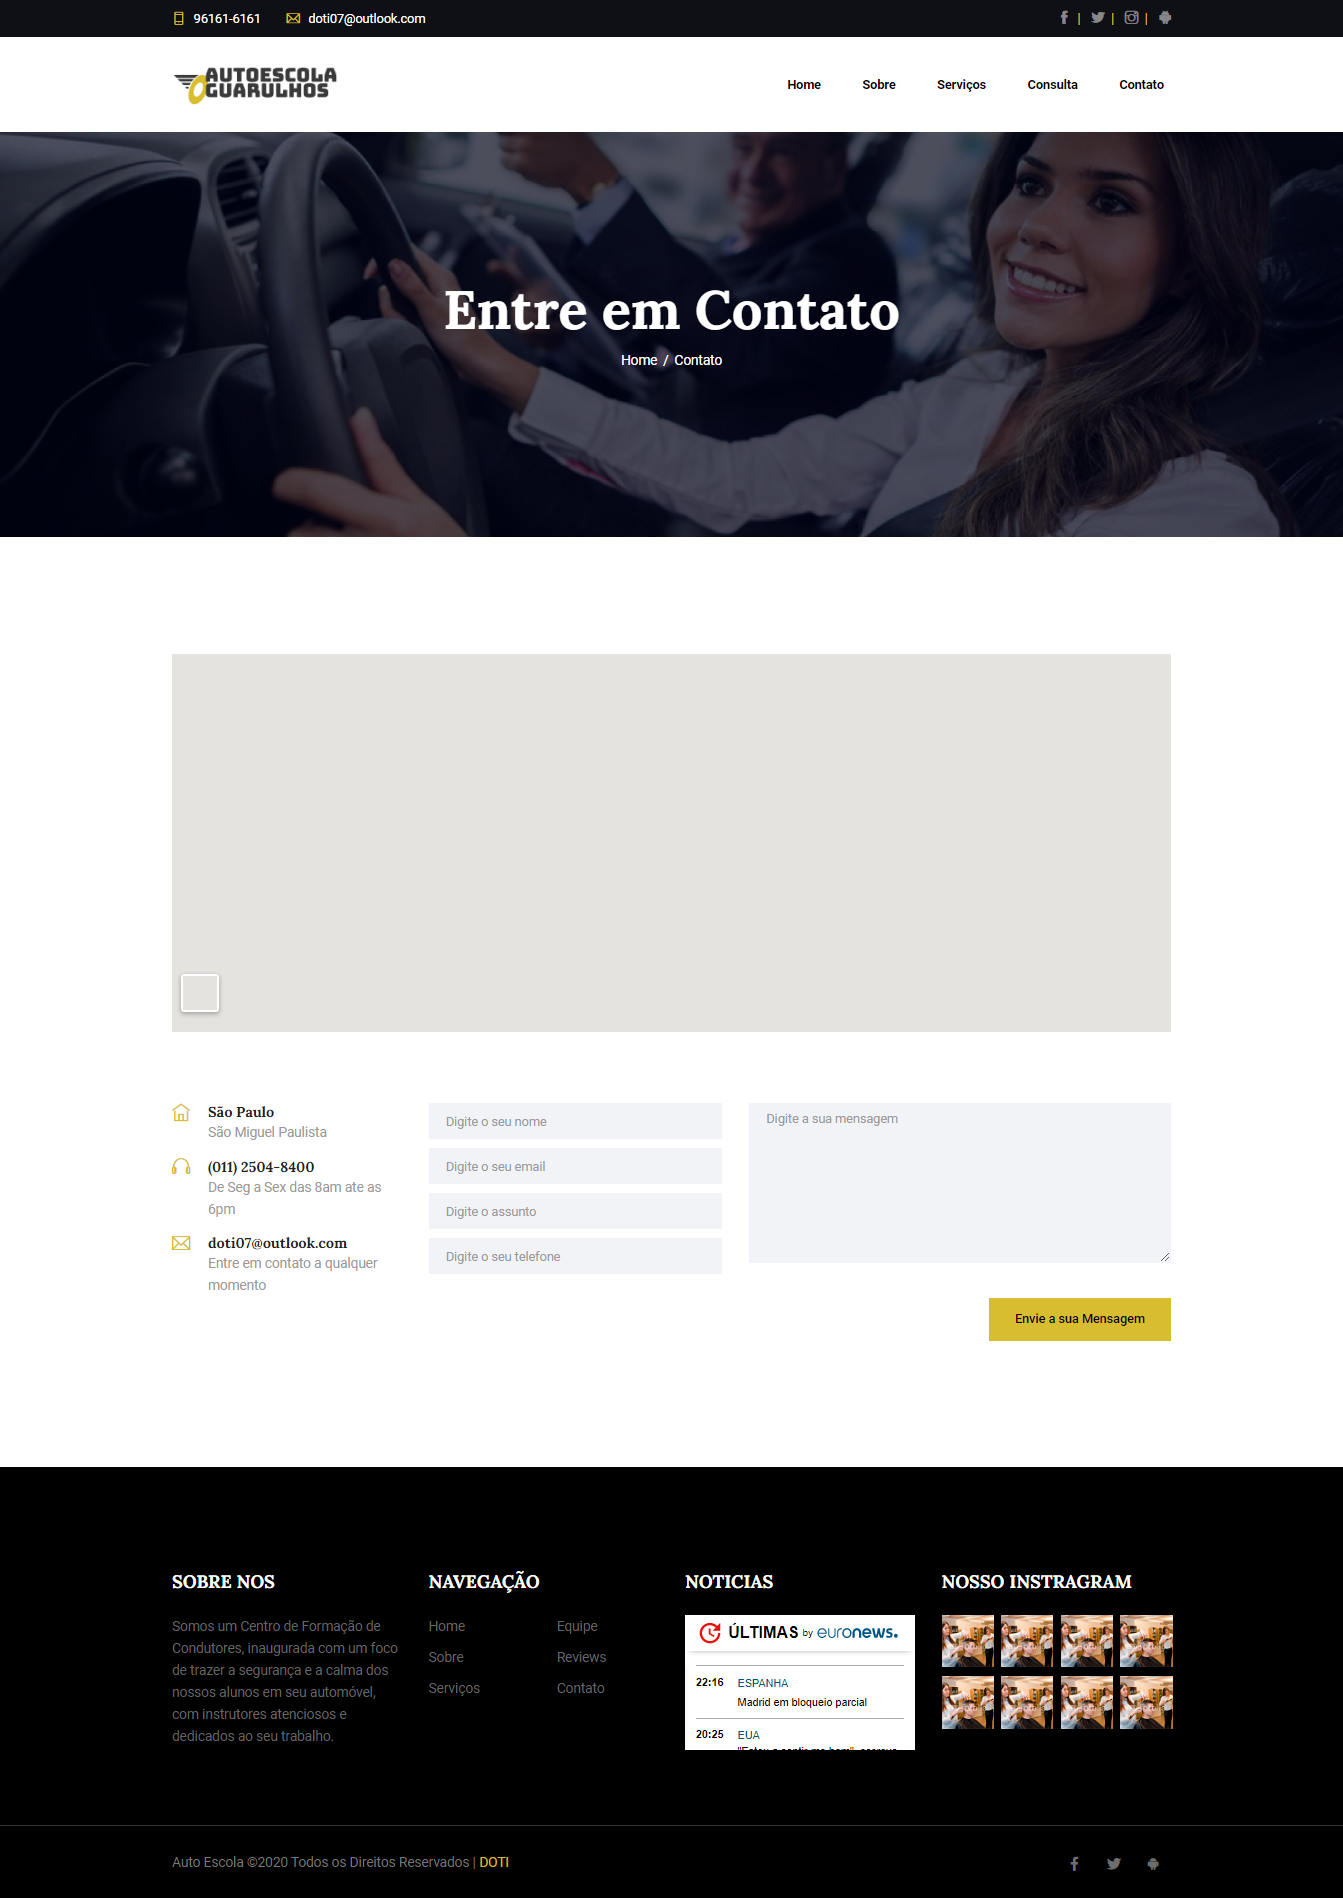 96161-6161
doti07@outlook.com
AUTOESCOLA
GUARULHOS
Home
Sobre
Serviços
Consulta
Contato
Entre em Contato
Home / Contato
São Paulo
São Miguel Paulista
(011) 2504-8400
De Seg a Sex das 8am ate as
6pm
doti07@outlook.com
Entre em contato a qualquer
momento
Digite o seu nome
Digite o seu email
Digite o assunto
Digite o seu telefone
Digite a sua mensagem
Envie a sua Mensagem
SOBRE NOS
Somos um Centro de Formação de
Condutores, inaugurada com um foco
de trazer a segurança e a calma dos
nossos alunos em seu automóvel,
com instrutores atenciosos e
dedicados ao seu trabalho.
NAVEGAÇÃO
Home
Sobre
Serviços
Equipe
Reviews
Contato
NOTICIAS
ÚLTIMAS by euronews.
22:16 ESPANHA
Madrid em bloqueio parcial
20:25 EUA
NOSSO INSTRAGRAM
Auto Escola ©2020 Todos os Direitos Reservados | DOTI